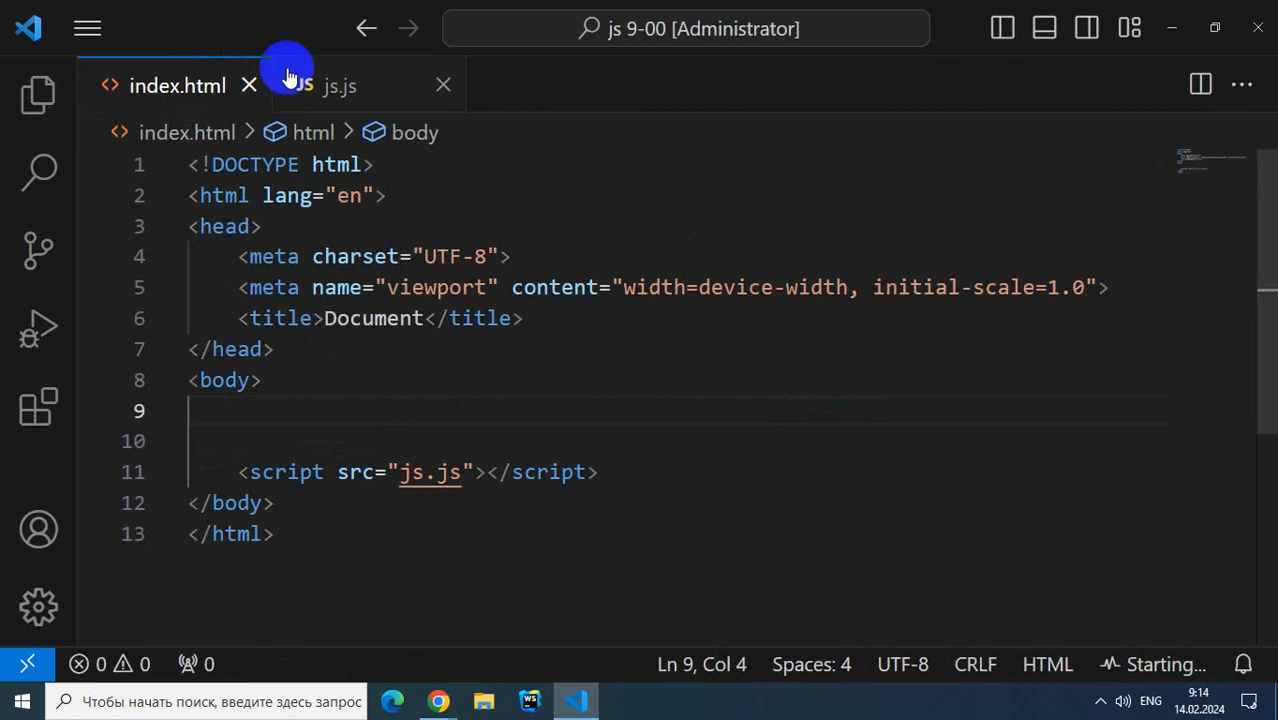 js 9-00 [Administrator]
index.html
JS js.js
index.html > html > body
1 <!DOCTYPE html>
2 <html lang="en">
3 <head>
4 <meta charset="UTF-8">
5 <meta name="viewport" content="width=device-width, initial-scale=1.0">
6 <title>Document</title>
7 </head>
8 <body>
9
10
11 <script src="js.js"></script>
12 </body>
13 </html>
0 0 0 Ln 9, Col 4 Spaces: 4 UTF-8 CRLF HTML Starting...
Чтобы начать поиск, введите здесь запрос
WS
ENG
9:14
14.02.2024